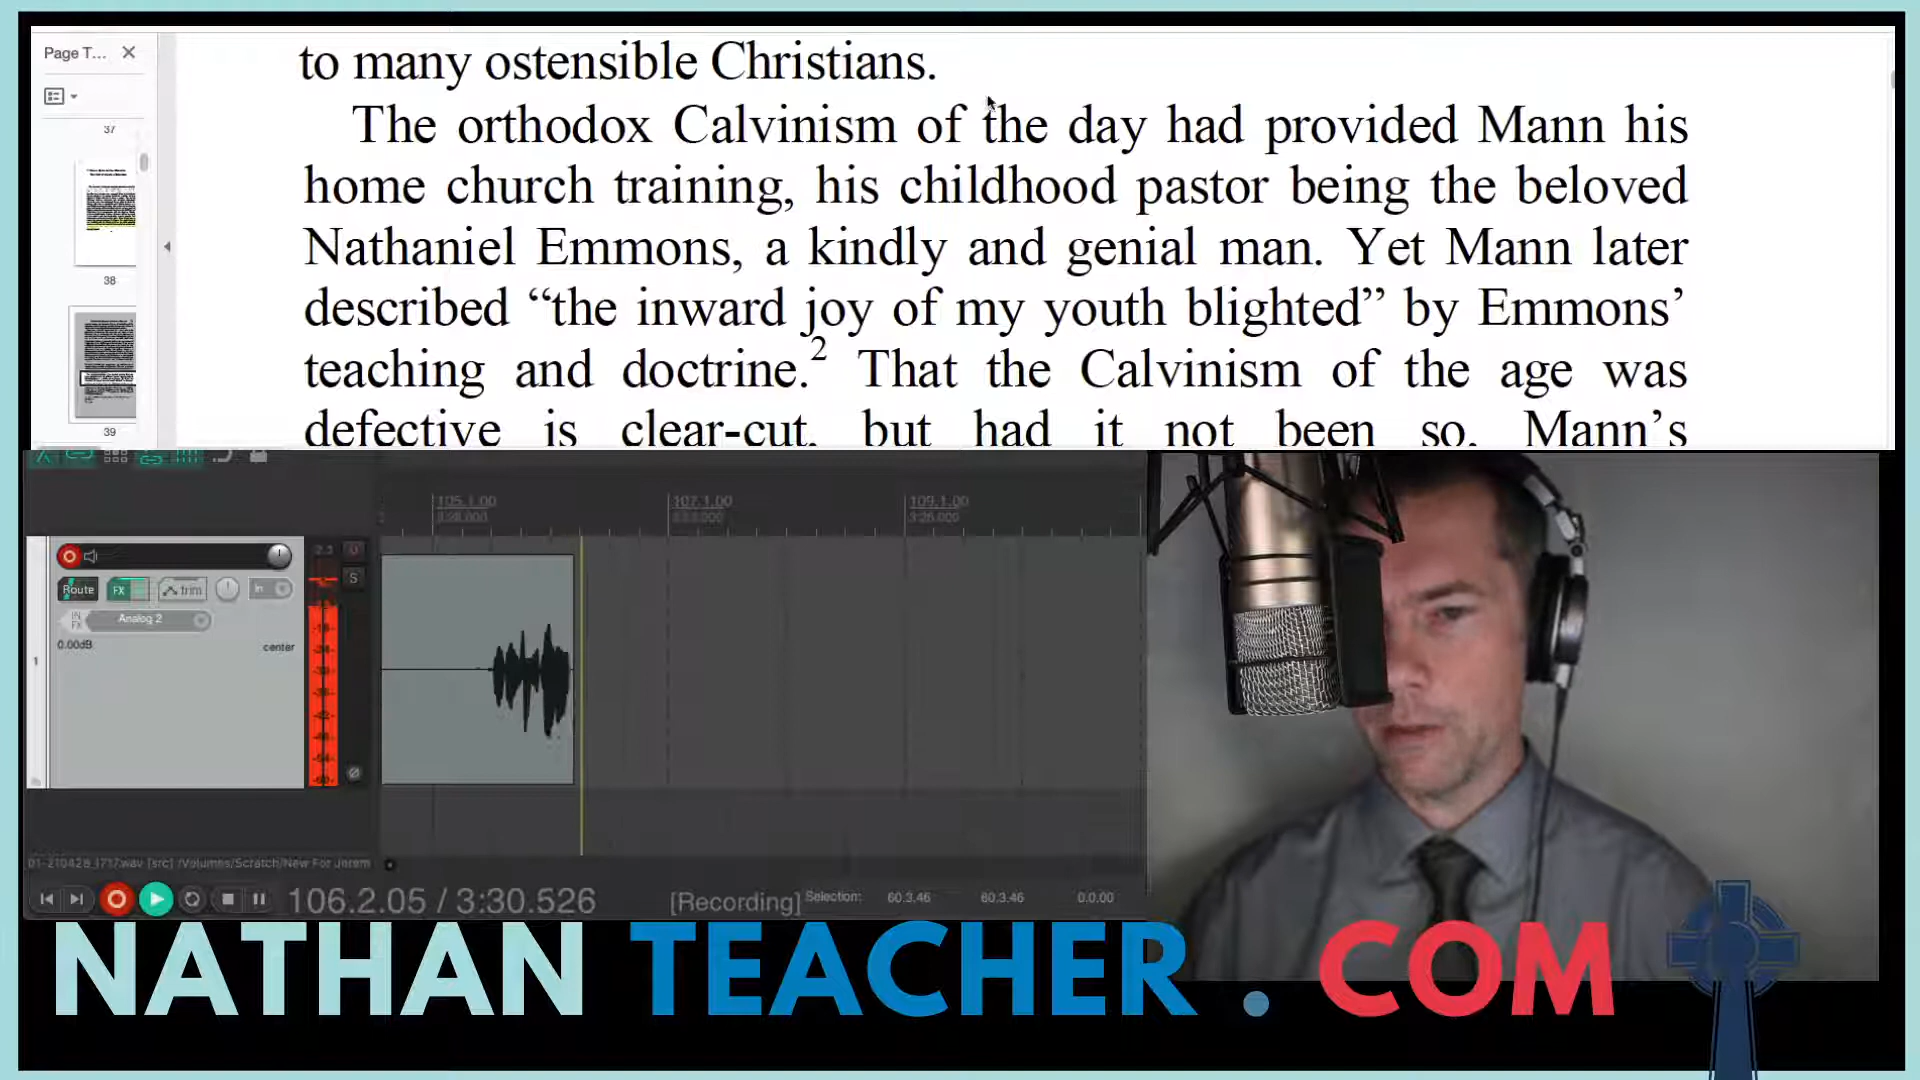 Page T...
37
38
39
to many ostensible Christians.
The orthodox Calvinism of the day had provided Mann his
home church training, his childhood pastor being the beloved
Nathaniel Emmons, a kindly and genial man. Yet Mann later
described “the inward joy of my youth blighted” by Emmons’
teaching and doctrine.2 That the Calvinism of the age was
defective is clear-cut, but had it not been so, Mann’s
105.1.00
107.1.00
109.1.00
Route
FX
trim
in
S
IN
FX
Analog 2
0.00dB
center
1
106.2.05 / 3:30.526
[Recording]
Selection:
60.3.46
60.3.46
0.0.00
NATHAN TEACHER . COM